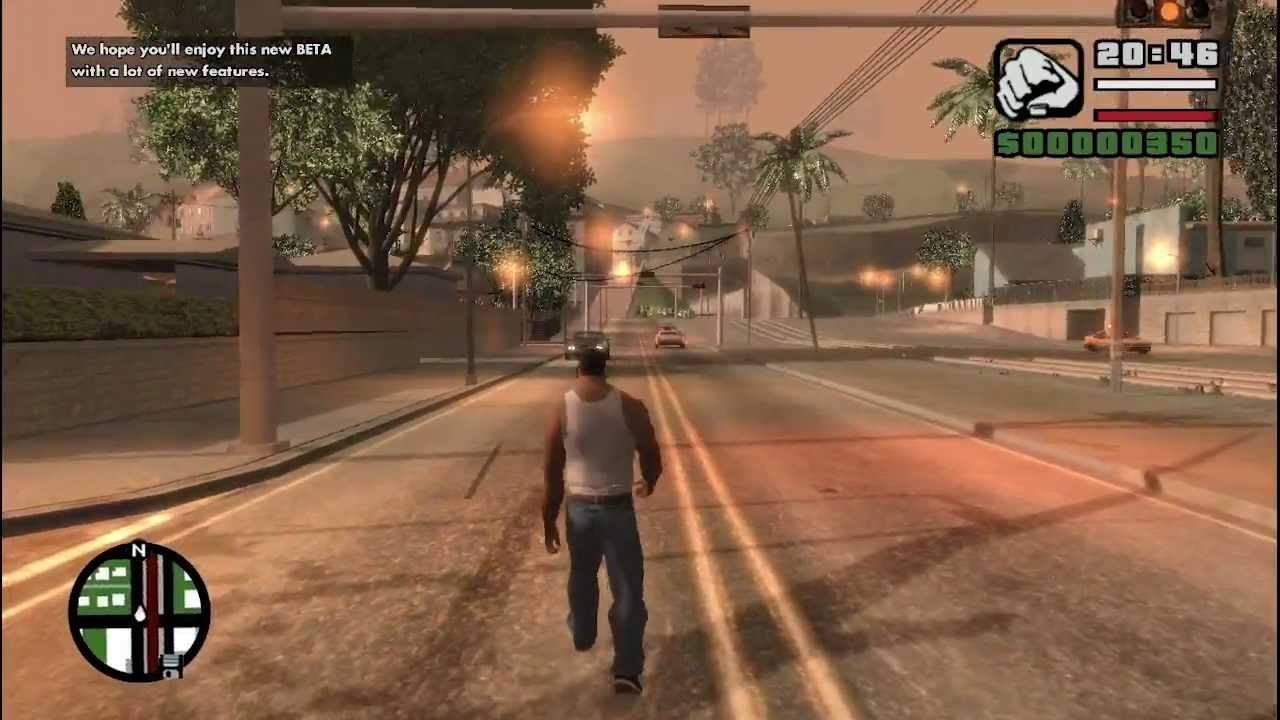 We hope you'll enjoy this new BETA
with a lot of new features.
20:46
$00000350
N